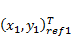 (x₁, y₁)ᵀ_ref1